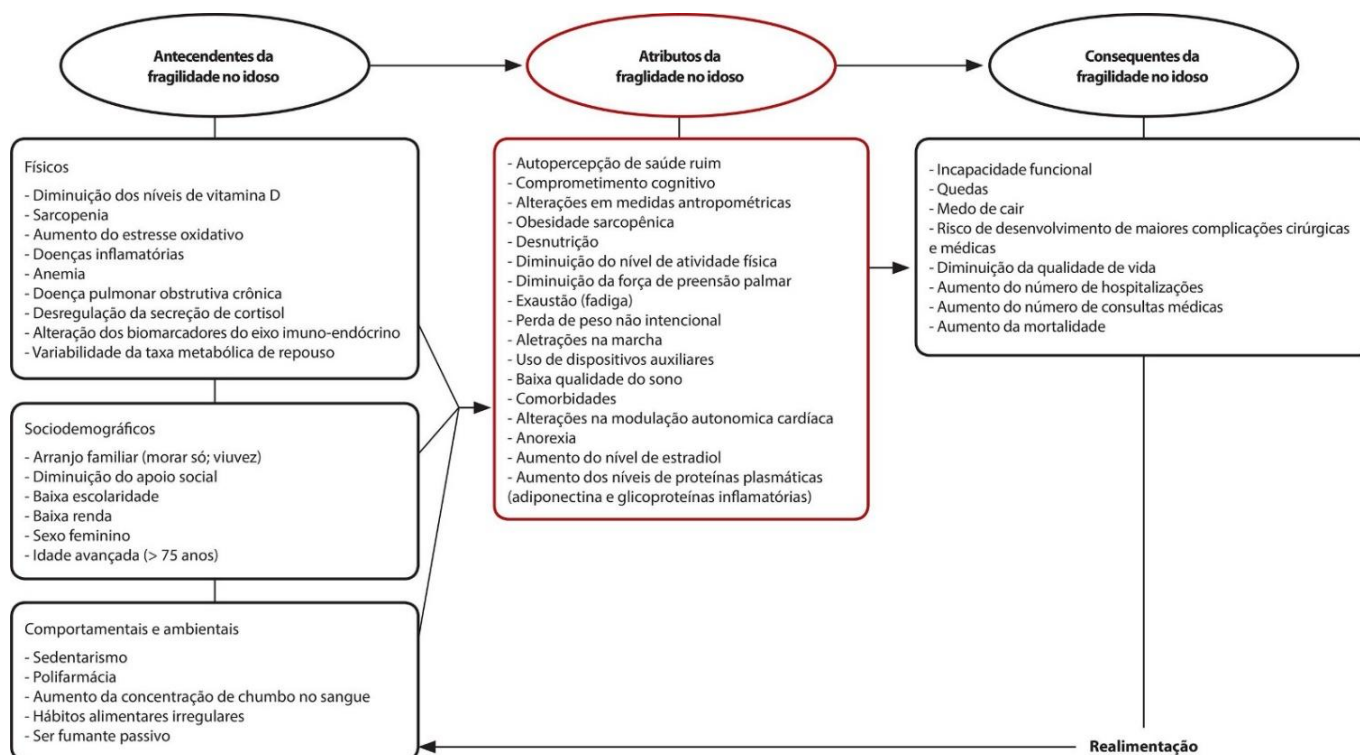 Antecendentes da
fragilidade no idoso
Atributos da
fraglidade no idoso
Consequentes da
fragilidade no idoso
Físicos
- Diminuição dos níveis de vitamina D
- Sarcopenia
- Aumento do estresse oxidativo
- Doenças inflamatórias
- Anemia
- Doença pulmonar obstrutiva crônica
- Desregulação da secreção de cortisol
- Alteração dos biomarcadores do eixo imuno-endócrino
- Variabilidade da taxa metábolica de repouso
Sociodemográficos
- Arranjo familiar (morar só; viuvez)
- Diminuição do apoio social
- Baixa escolaridade
- Baixa renda
- Sexo feminino
- Idade avançada (> 75 anos)
Comportamentais e ambientais
- Sedentarismo
- Polifarmácia
- Aumento da concentração de chumbo no sangue
- Hábitos alimentares irregulares
- Ser fumante passivo
- Autopercepção de saúde ruim
- Comprometimento cognitivo
- Alterações em medidas antropométricas
- Obesidade sarcopênica
- Desnutrição
- Diminuição do nível de atividade física
- Diminuição da força de preensão palmar
- Exaustão (fadiga)
- Perda de peso não intencional
- Aletrações na marcha
- Uso de dispositivos auxiliares
- Baixa qualidade do sono
- Comorbidades
- Alterações na modulação autonomica cardíaca
- Anorexia
- Aumento do nível de estradiol
- Aumento dos níveis de proteínas plasmáticas
(adiponectina e glicoproteínas inflamatórias)
- Incapacidade funcional
- Quedas
- Medo de cair
- Risco de desenvolvimento de maiores complicações cirúrgicas
e médicas
- Diminuição da qualidade de vida
- Aumento do número de hospitalizações
- Aumento do número de consultas médicas
- Aumento da mortalidade
Realimentação